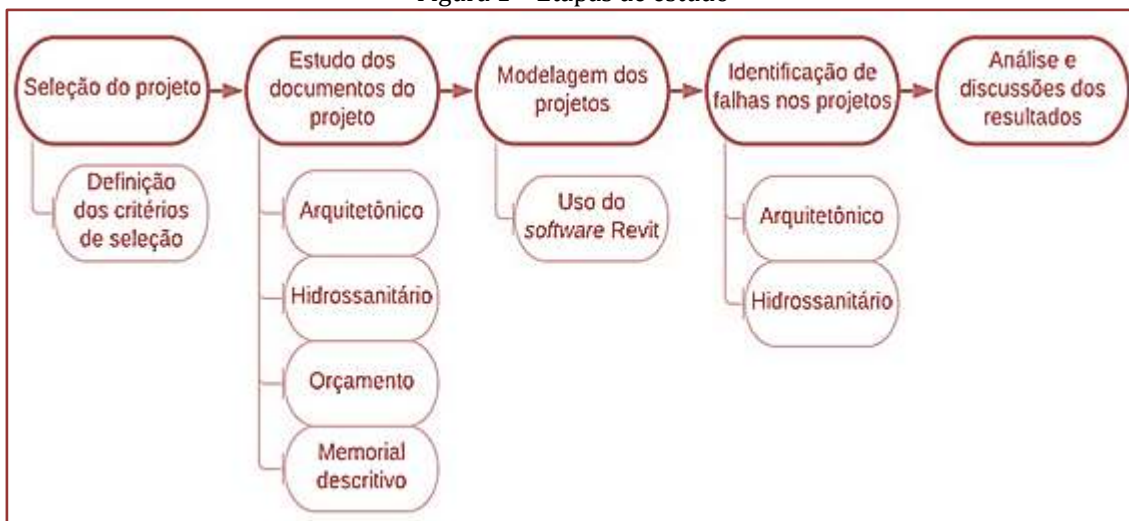 Seleção do projeto
Definição
dos critérios
de seleção
Estudo dos
documentos do
projeto
Arquitetônico
Hidrossanitário
Orçamento
Memorial
descritivo
Modelagem dos
projetos
Uso do
software Revit
Identificação de
falhas nos projetos
Arquitetônico
Hidrossanitário
Análise e
discussões dos
resultados